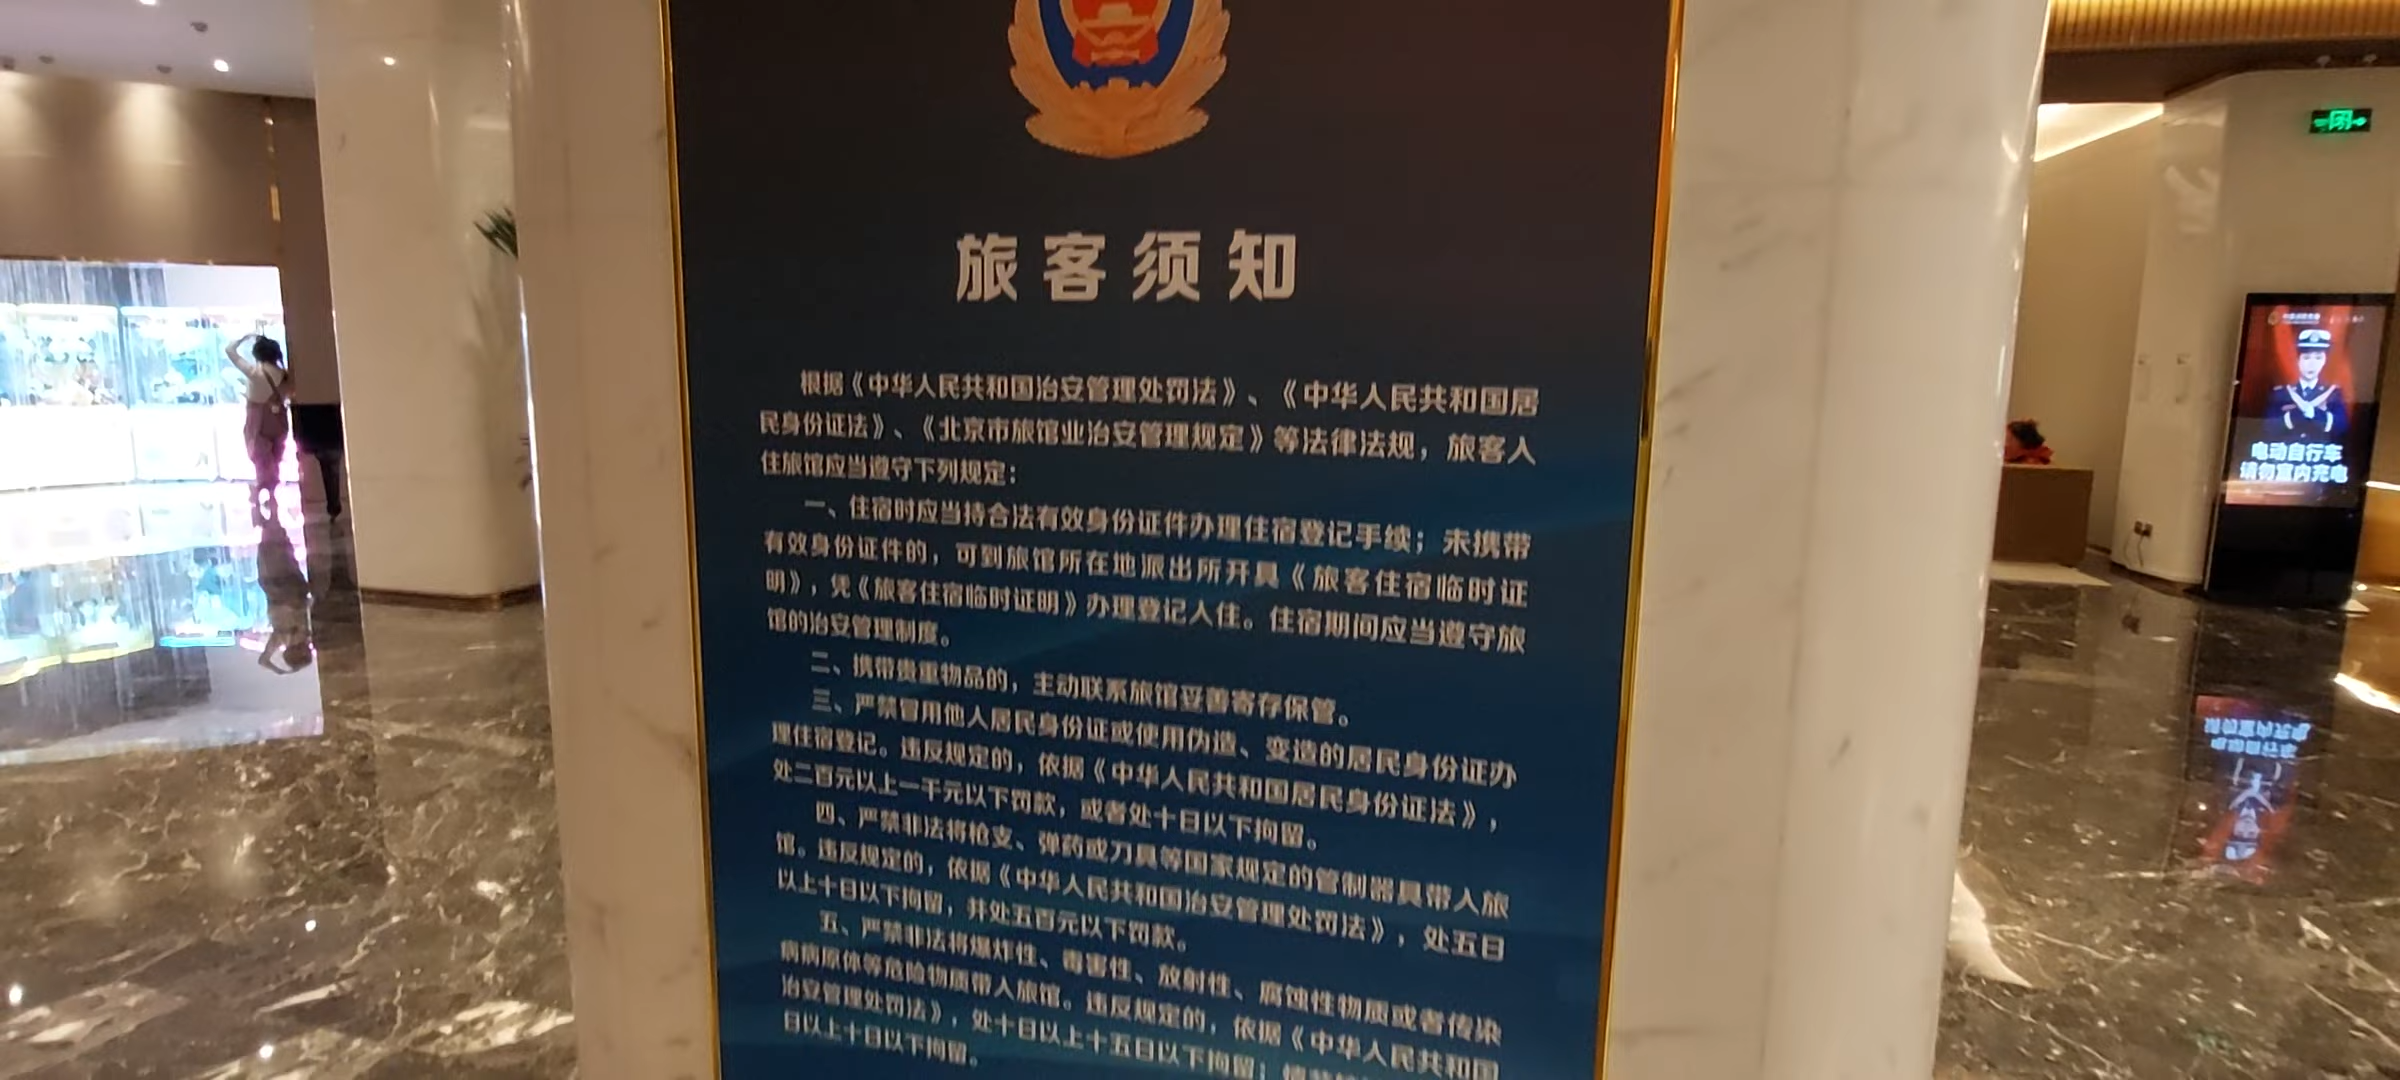 旅客须知
根据《中华人民共和国治安管理处罚法》、《中华人民共和国居
民身份证法》、《北京市旅馆业治安管理规定》等法律法规，旅客入
住旅馆应当遵守下列规定：
一、住宿时应当持合法有效身份证件办理住宿登记手续；未携带
有效身份证件的，可到旅馆所在地派出所开具《旅客住宿临时证
明》，凭《旅客住宿临时证明》办理登记入住。住宿期间应当遵守旅
馆的治安管理制度。
二、携带贵重物品的，主动联系旅馆妥善寄存保管。
三、严禁冒用他人居民身份证或使用伪造、变造的居民身份证办
理住宿登记。违反规定的，依据《中华人民共和国居民身份证法》，
处二百元以上一千元以下罚款，或者处十日以下拘留。
四、严禁非法将枪支、弹药或刀具等国家规定的管制器具带入旅
馆。违反规定的，依据《中华人民共和国治安管理处罚法》，处五日
以上十日以下拘留，并处五百元以下罚款。
五、严禁非法将爆炸性、毒害性、放射性、腐蚀性物质或者传染
病病原体等危险物质带入旅馆。违反规定的，依据《中华人民共和国
治安管理处罚法》，处十日以上十五日以下拘留；
日以上十日以下拘留。
电动自行车
请勿室内充电